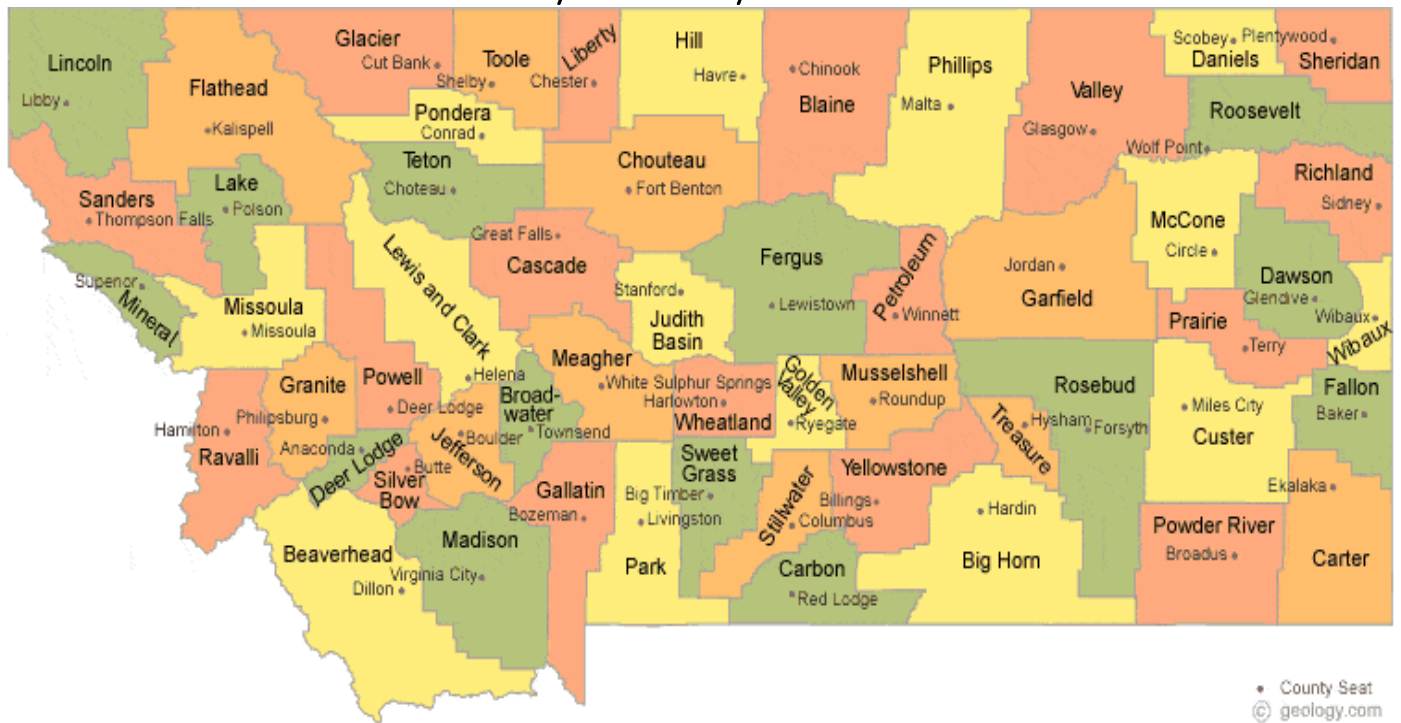 Lincoln
Libby
Flathead
Kalispell
Glacier
Cut Bank
Toole
Shelby
Liberty
Chester
Hill
Havre
Chinook
Blaine
Phillips
Malta
Valley
Glasgow
Scobey
Daniels
Plentywood
Sheridan
Roosevelt
Wolf Point
Pondera
Conrad
Teton
Choteau
Chouteau
Fort Benton
Sanders
Thompson Falls
Lake
Polson
Richland
Sidney
McCone
Circle
Great Falls
Cascade
Lewis and Clark
Helena
Fergus
Lewistown
Petroleum
Winnett
Jordan
Garfield
Dawson
Glendive
Wibaux
Wibaux
Superior
Mineral
Missoula
Missoula
Stanford
Judith
Basin
Prairie
Terry
Granite
Philipsburg
Powell
Deer Lodge
Meagher
White Sulphur Springs
Harlowton
Wheatland
Golden
Valley
Ryegate
Musselshell
Roundup
Rosebud
Forsyth
Treasure
Hysham
Miles City
Custer
Fallon
Baker
Hamilton
Ravalli
Anaconda
Deer Lodge
Butte
Silver
Bow
Boulder
Jefferson
Broad-
water
Townsend
Gallatin
Bozeman
Sweet
Grass
Big Timber
Livingston
Park
Stillwater
Columbus
Yellowstone
Billings
Hardin
Big Horn
Ekalaka
Carter
Powder River
Broadus
Beaverhead
Dillon
Madison
Virginia City
Carbon
Red Lodge
County Seat
© geology.com